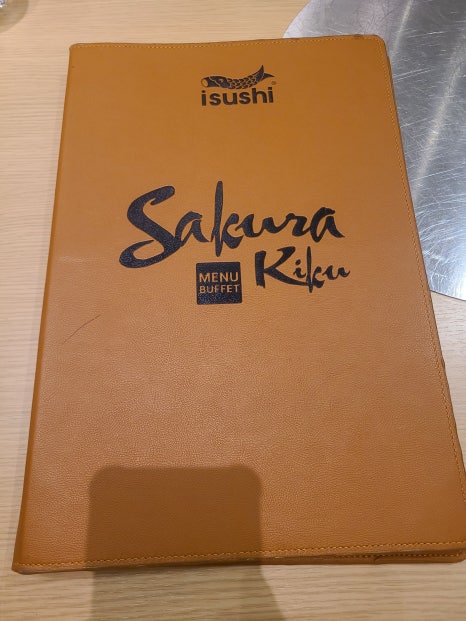 isushi
Sakura
MENU
BUFFET
Kiku